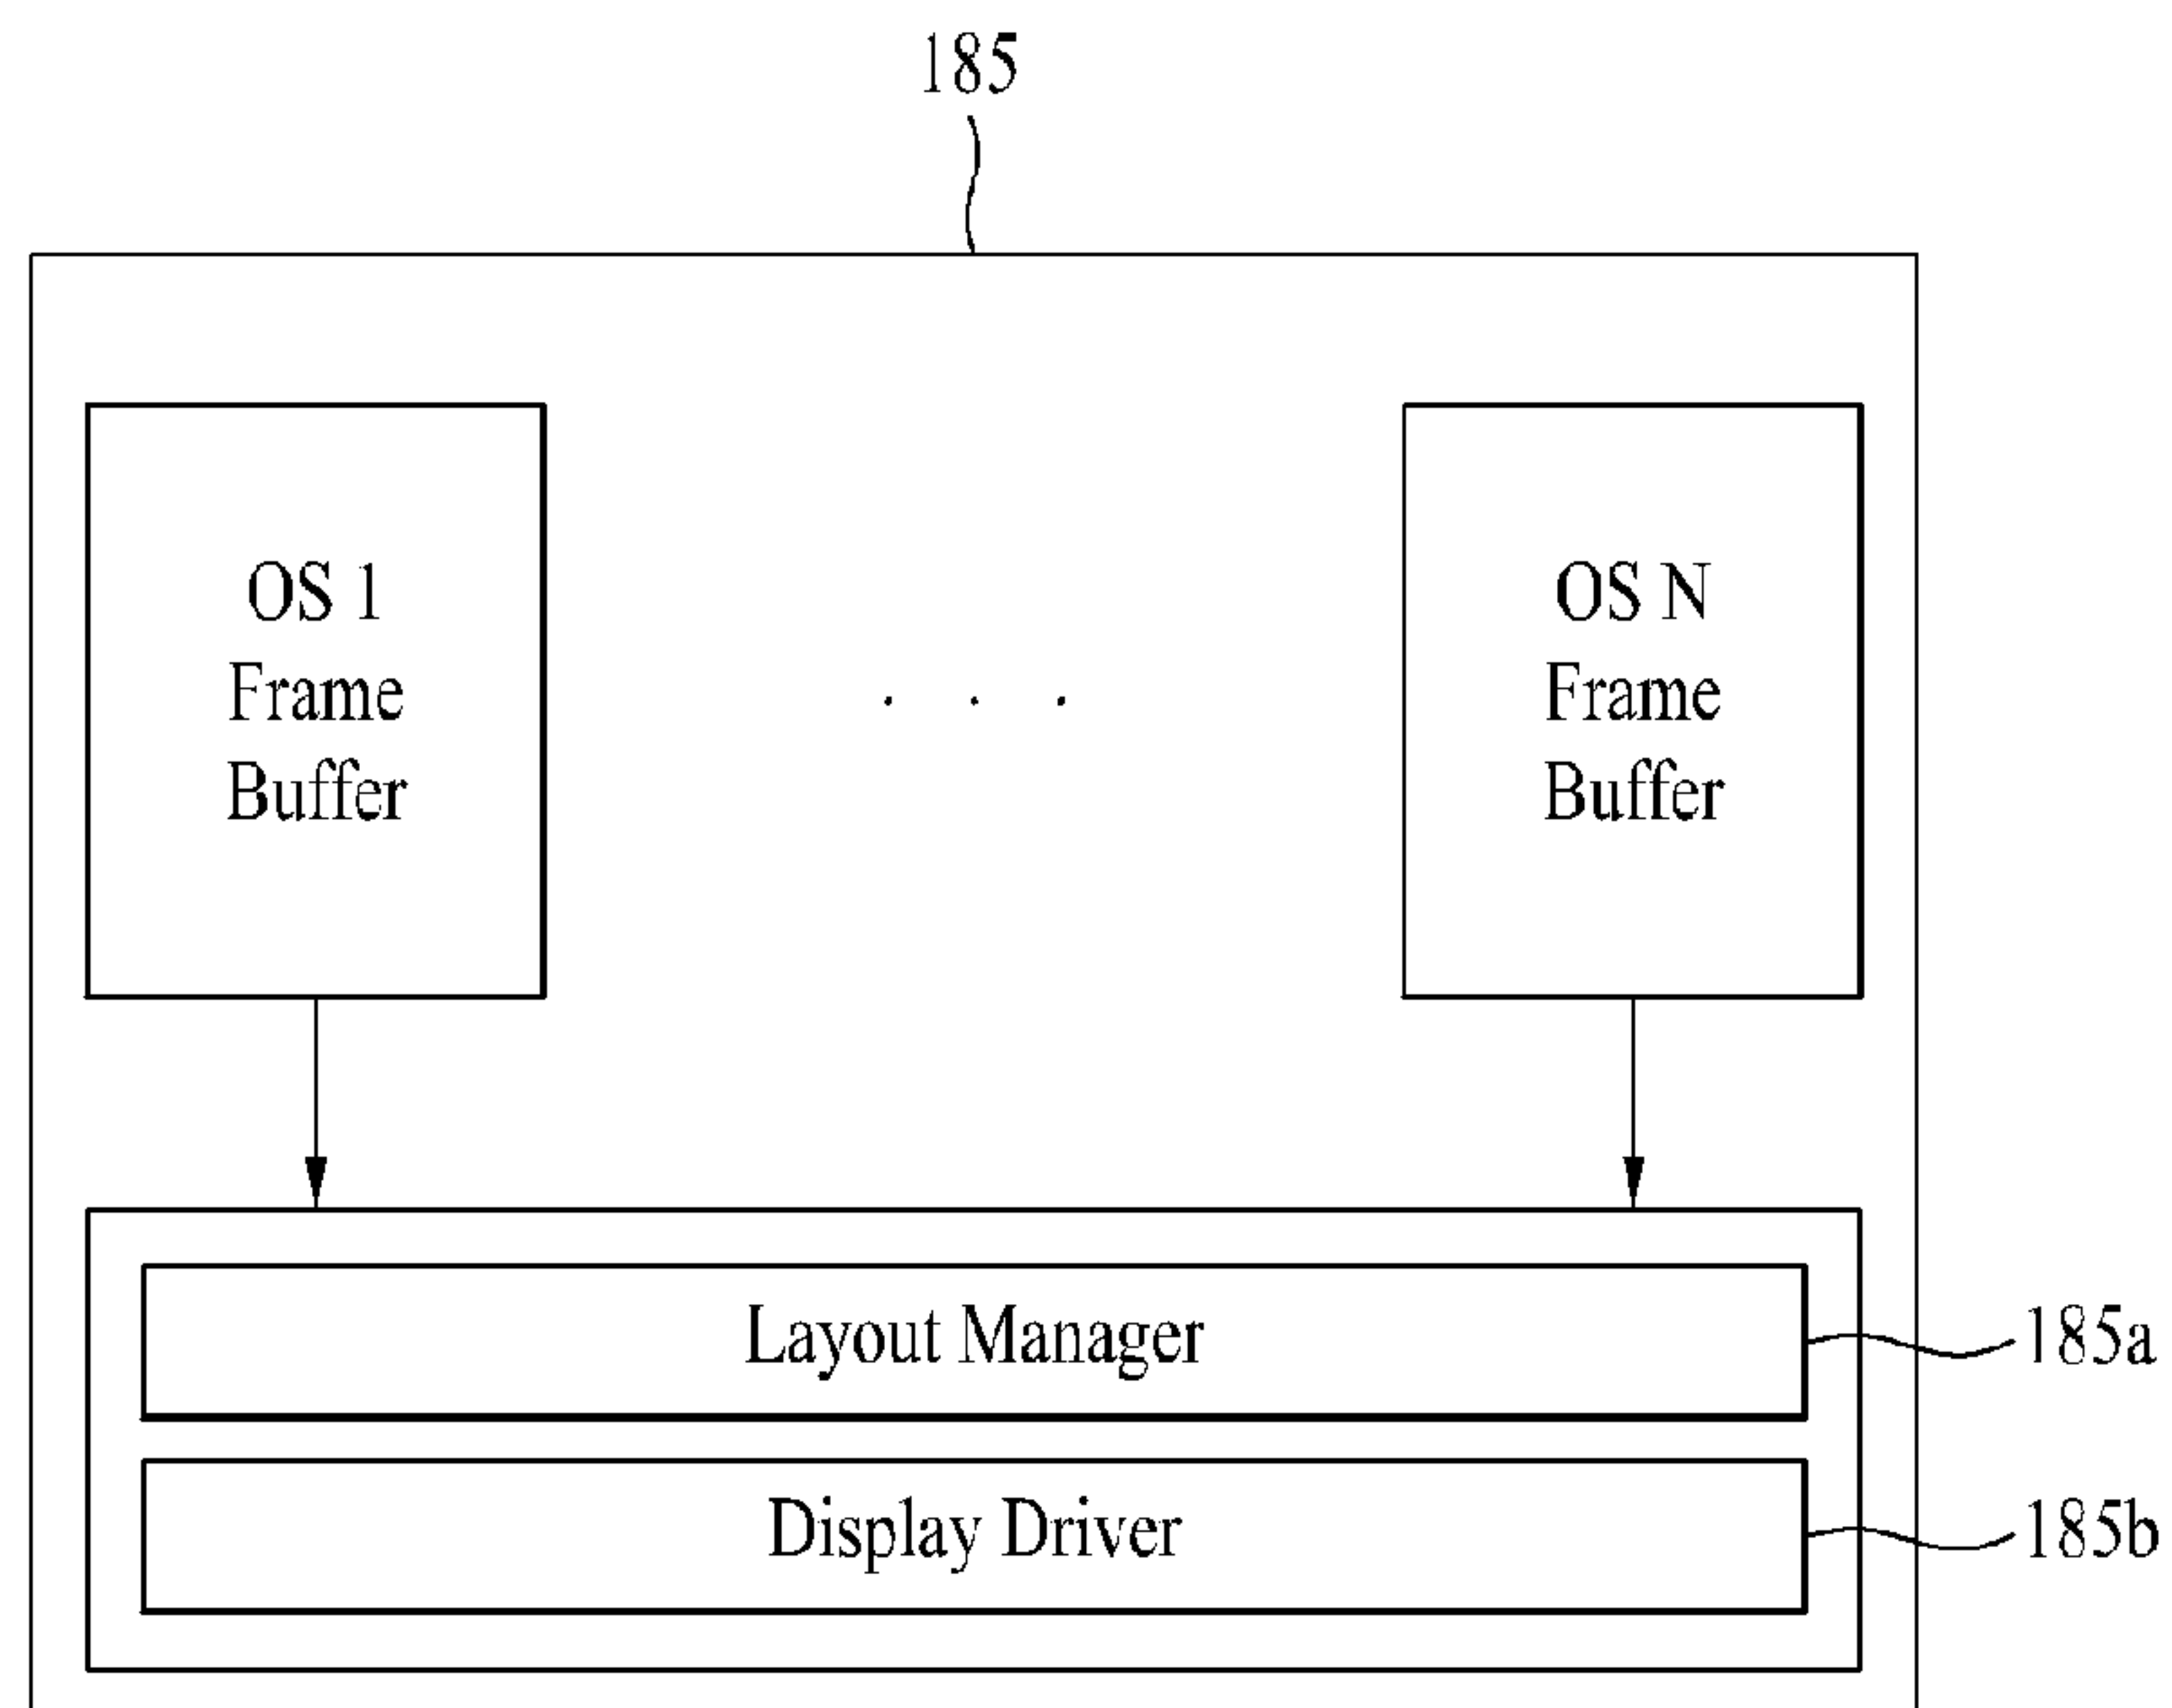 185
OS 1
Frame
Buffer
. . .
OS N
Frame
Buffer
Layout Manager
185a
Display Driver
185b